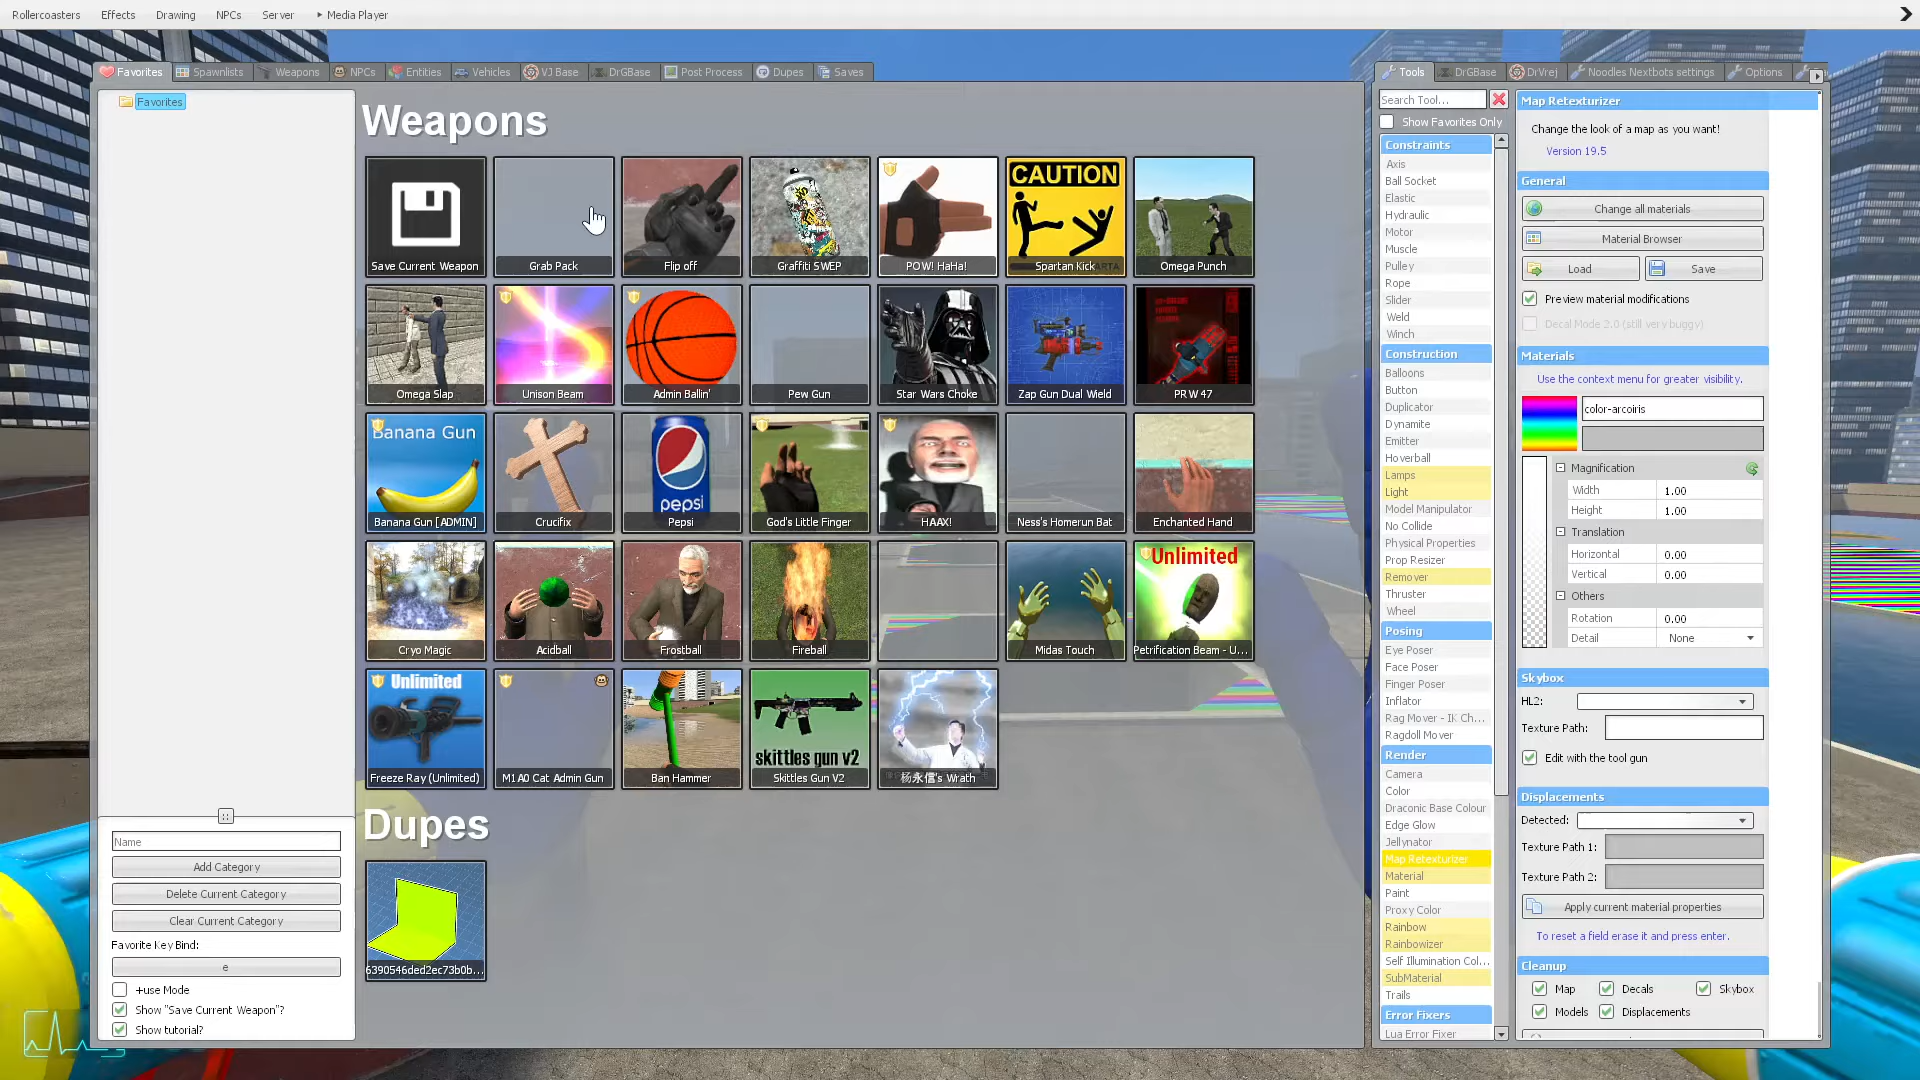 Rollercoasters Effects Drawing NPCs Server Media Player
Favorites Spawnlists Weapons NPCs Entities Vehicles VJ Base DrGBase Post Process Dupes Saves
Favorites
Name
Add Category
Delete Current Category
Clear Current Category
Favorite Key Bind:
e
+use Mode
Show "Save Current Weapon"?
Show tutorial?
Weapons
Save Current Weapon
Grab Pack
Flip off
Graffiti SWEP
POW! HaHa!
CAUTION
Spartan Kick
Omega Punch
Omega Slap
Unison Beam
Admin Ballin'
Pew Gun
Star Wars Choke
Zap Gun Dual Wield
PRW 47
Banana Gun
Banana Gun [ADMIN]
Crucifix
pepsi
Pepsi
God's Little Finger
HAAX!
Ness's Homerun Bat
Enchanted Hand
Cryo Magic
Acidball
Frostball
Fireball
Midas Touch
Unlimited
Petrification Beam - U...
Unlimited
Freeze Ray (Unlimited)
M1A0 Cat Admin Gun
Ban Hammer
skittles gun v2
Skittles Gun V2
杨永信's Wrath
Dupes
6390546ded2ec73b0b...
Tools DrGBase DrVrej Noodles Nextbots settings Options
Search Tool...
Show Favorites Only
Constraints
Axis
Ball Socket
Elastic
Hydraulic
Motor
Muscle
Pulley
Rope
Slider
Weld
Winch
Construction
Balloons
Button
Duplicator
Dynamite
Emitter
Hoverball
Lamps
Light
Model Manipulator
No Collide
Physical Properties
Prop Resizer
Remover
Thruster
Wheel
Posing
Eye Poser
Face Poser
Finger Poser
Inflator
Rag Mover - IK Ch...
Ragdoll Mover
Render
Camera
Color
Draconic Base Colour
Edge Glow
Jellynator
Map Retexturizer
Material
Paint
Proxy Color
Rainbow
Rainbowizer
Self Illumination Col...
SubMaterial
Trails
Error Fixers
Lua Error Fixer
Map Retexturizer
Change the look of a map as you want!
Version 19.5
General
Change all materials
Material Browser
Load Save
Preview material modifications
Decal Mode 2.0 (still very buggy)
Materials
Use the context menu for greater visibility.
color-arcoiris
Magnification
Width 1.00
Height 1.00
Translation
Horizontal 0.00
Vertical 0.00
Others
Rotation 0.00
Detail None
Skybox
HL2:
Texture Path:
Edit with the tool gun
Displacements
Detected:
Texture Path 1:
Texture Path 2:
Apply current material properties
To reset a field erase it and press enter.
Cleanup
Map Decals Skybox
Models Displacements